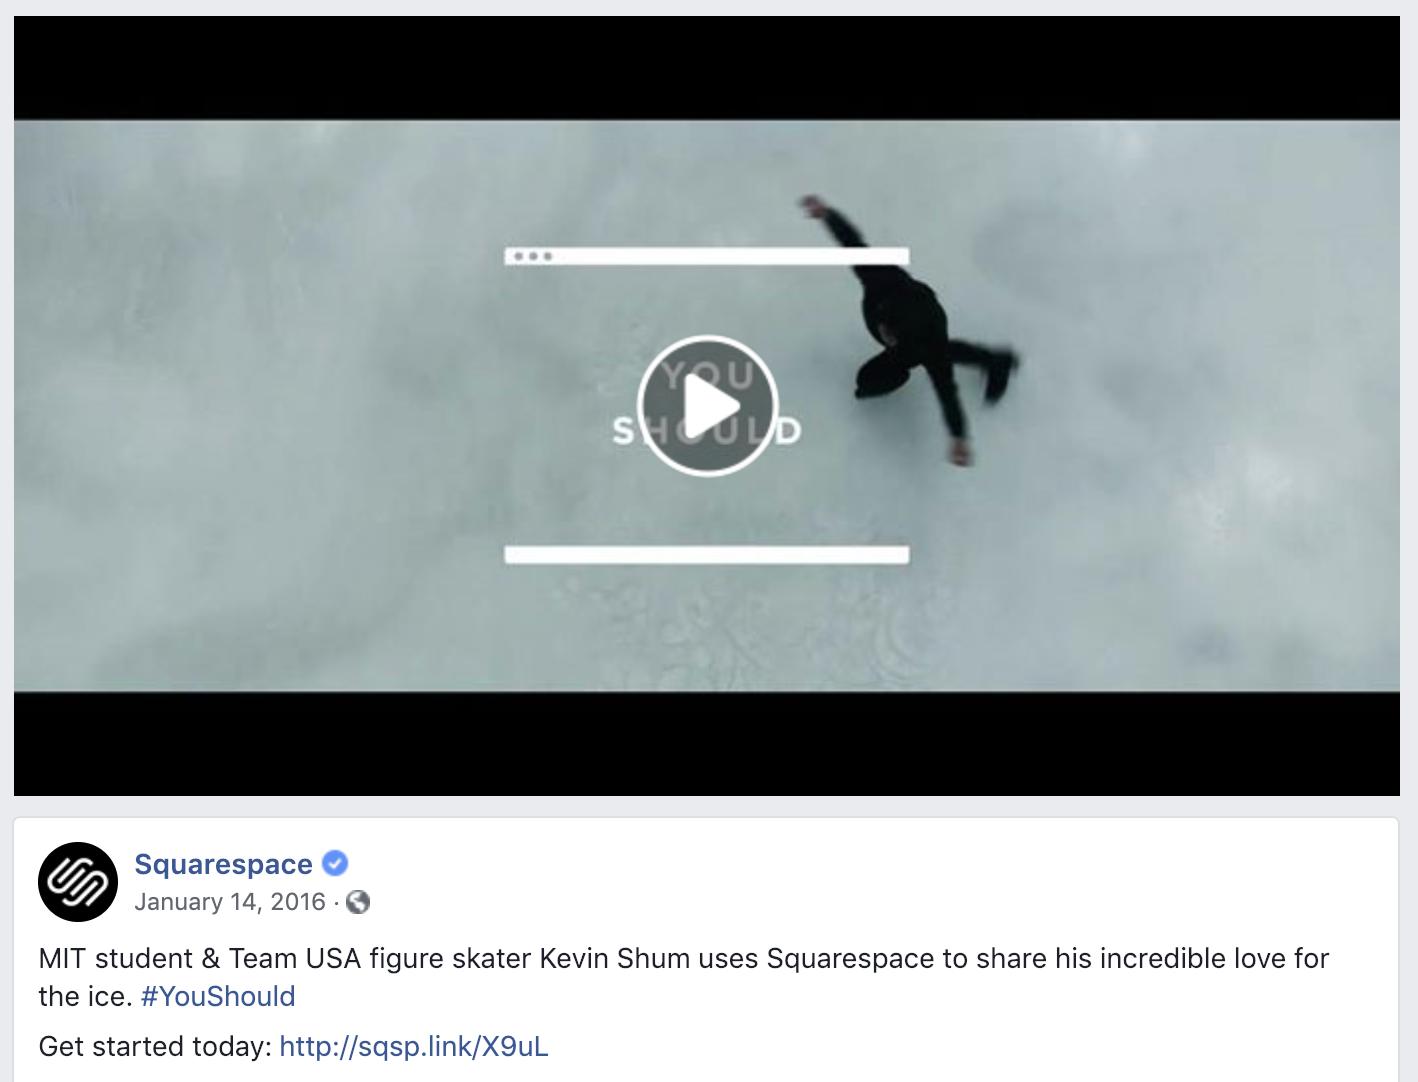 YOU
SHOULD
Squarespace
January 14, 2016 ·
MIT student & Team USA figure skater Kevin Shum uses Squarespace to share his incredible love for
the ice. #YouShould
Get started today: http://sqsp.link/X9uL